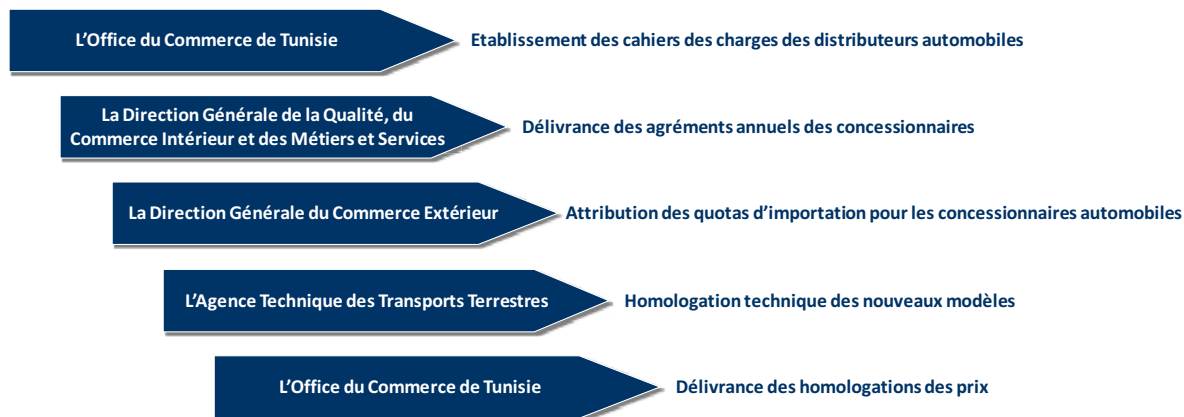 L’Office du Commerce de Tunisie
Etablissement des cahiers des charges des distributeurs automobiles
La Direction Générale de la Qualité, du
Commerce Intérieur et des Métiers et Services
Délivrance des agréments annuels des concessionnaires
La Direction Générale du Commerce Extérieur
Attribution des quotas d’importation pour les concessionnaires automobiles
L’Agence Technique des Transports Terrestres
Homologation technique des nouveaux modèles
L’Office du Commerce de Tunisie
Délivrance des homologations des prix